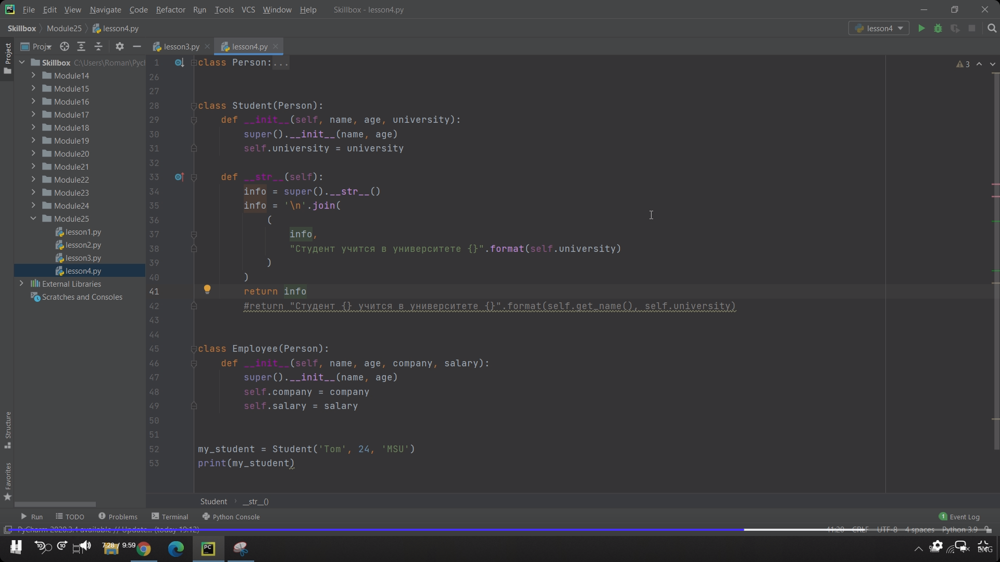 File Edit View Navigate Code Refactor Run Tools VCS Window Help Skillbox - lesson4.py
Skillbox Module25 lesson4.py lesson4
Project Proj lesson3.py lesson4.py
Skillbox C:\Users\Roman\Pycl
Module14
Module15
Module16
Module17
Module18
Module19
Module20
Module21
Module22
Module23
Module24
Module25
lesson1.py
lesson2.py
lesson3.py
lesson4.py
External Libraries
Scratches and Consoles
Structure
Favorites
3
1 class Person:...
26
27
28 class Student(Person):
29 def __init__(self, name, age, university):
30 super().__init__(name, age)
31 self.university = university
32
33 def __str__(self):
34 info = super().__str__()
35 info = '\n'.join(
36 (
37 info,
38 "Студент учится в университете {}".format(self.university)
39 )
40 )
41 return info
42 #return "Студент {} учится в университете {}".format(self.get_name(), self.university)
43
44
45 class Employee(Person):
46 def __init__(self, name, age, company, salary):
47 super().__init__(name, age)
48 self.company = company
49 self.salary = salary
50
51
52 my_student = Student('Tom', 24, 'MSU')
53 print(my_student)
Student __str__()
Run TODO Problems Terminal Python Console 1 Event Log
PyCharm 2020.3.4 available // Update... (today 19:12) 41:20 CRLF UTF-8 4 spaces Python 3.9
10 10 7:28 / 9:59 PC ENG